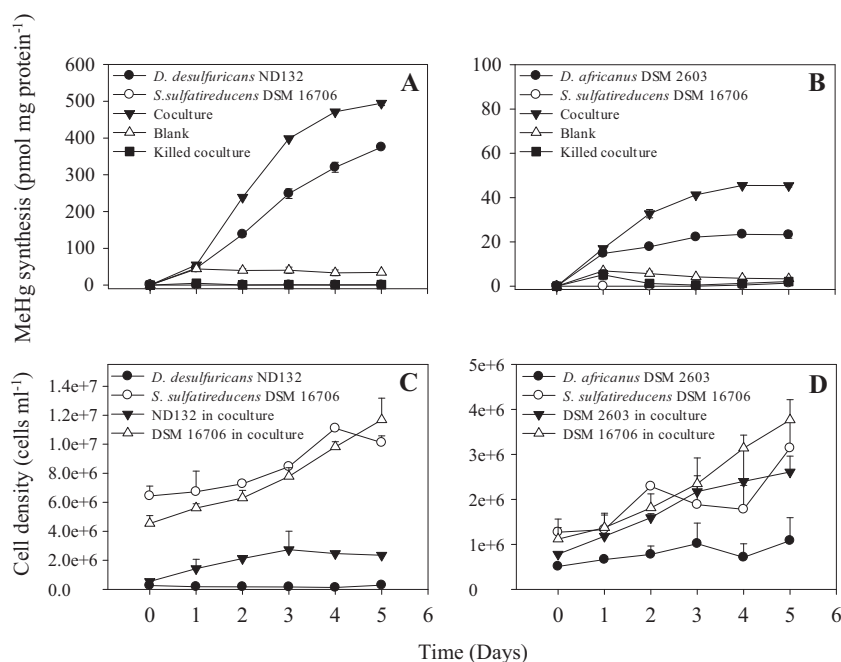 MeHg synthesis (pmol mg protein⁻¹)
600
500
400
300
200
100
0
A
D. desulfuricans ND132
S.sulfatireducens DSM 16706
Coculture
Blank
Killed coculture
100
80
60
40
20
0
B
D. africanus DSM 2603
S. sulfatireducens DSM 16706
Coculture
Blank
Killed coculture
Cell density (cells ml⁻¹)
1.4e+7
1.2e+7
1.0e+7
8.0e+6
6.0e+6
4.0e+6
2.0e+6
0.0
C
D. desulfuricans ND132
S. sulfatireducens DSM 16706
ND132 in coculture
DSM 16706 in coculture
0 1 2 3 4 5 6
5e+6
4e+6
3e+6
2e+6
1e+6
0
D
D. africanus DSM 2603
S. sulfatireducens DSM 16706
DSM 2603 in coculture
DSM 16706 in coculture
0 1 2 3 4 5 6
Time (Days)